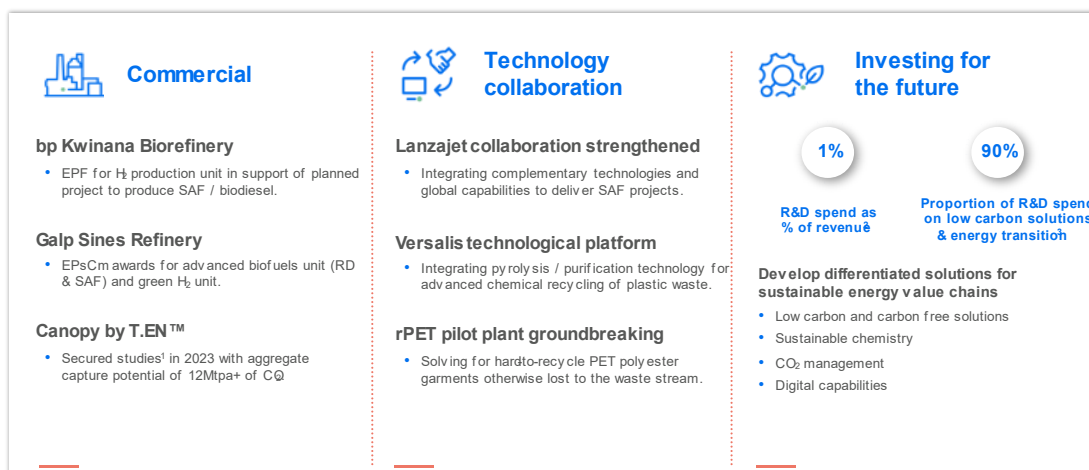 Commercial
bp Kwinana Biorefinery
• EPF for H₂ production unit in support of planned
project to produce SAF / biodiesel.
Galp Sines Refinery
• EPsCm awards for advanced biofuels unit (RD
& SAF) and green H₂ unit.
Canopy by T.EN™
• Secured studies¹ in 2023 with aggregate
capture potential of 12Mtpa+ of CO₂.
Technology
collaboration
Lanzajet collaboration strengthened
• Integrating complementary technologies and
global capabilities to deliver SAF projects.
Versalis technological platform
• Integrating pyrolysis / purification technology for
advanced chemical recycling of plastic waste.
rPET pilot plant groundbreaking
• Solving for hard-to-recycle PET polyester
garments otherwise lost to the waste stream.
Investing for
the future
1%
R&D spend as
% of revenue²
90%
Proportion of R&D spend
on low carbon solutions
& energy transition³
Develop differentiated solutions for
sustainable energy value chains
• Low carbon and carbon free solutions
• Sustainable chemistry
• CO₂ management
• Digital capabilities